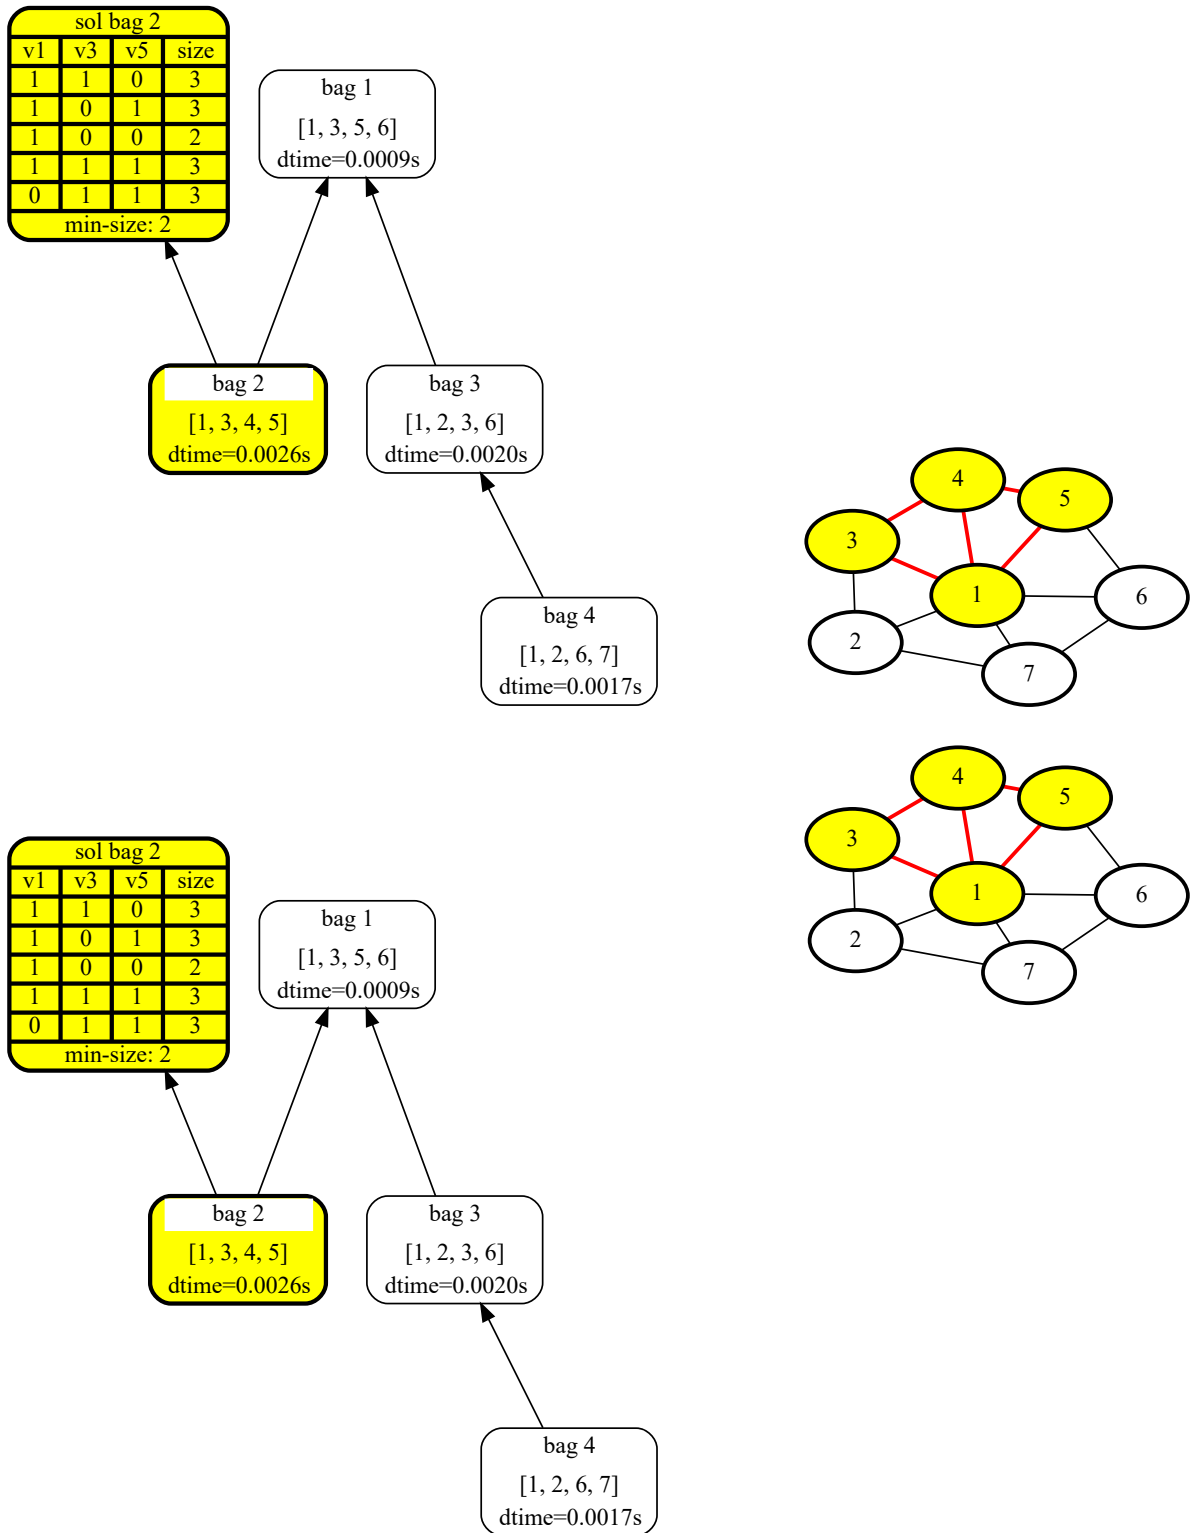 sol bag 2
v1 v3 v5 size
1 1 0 3
1 0 1 3
1 0 0 2
1 1 1 3
0 1 1 3
min-size: 2
bag 1
[1, 3, 5, 6]
dtime=0.0009s
bag 2
[1, 3, 4, 5]
dtime=0.0026s
bag 3
[1, 2, 3, 6]
dtime=0.0020s
bag 4
[1, 2, 6, 7]
dtime=0.0017s
4
5
3
1
6
2
7
4
5
3
1
6
2
7
sol bag 2
v1 v3 v5 size
1 1 0 3
1 0 1 3
1 0 0 2
1 1 1 3
0 1 1 3
min-size: 2
bag 1
[1, 3, 5, 6]
dtime=0.0009s
bag 2
[1, 3, 4, 5]
dtime=0.0026s
bag 3
[1, 2, 3, 6]
dtime=0.0020s
bag 4
[1, 2, 6, 7]
dtime=0.0017s